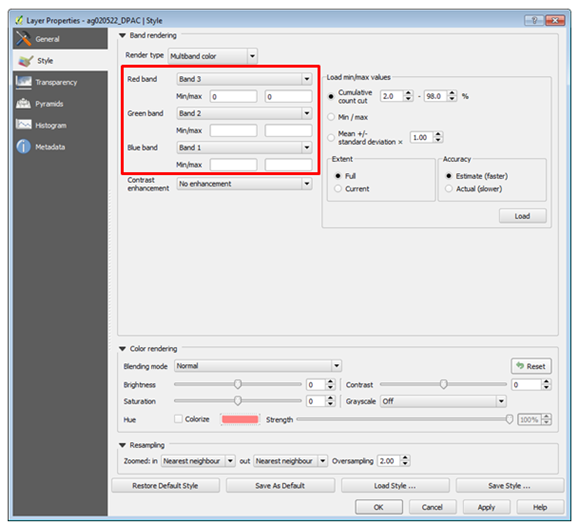 Layer Properties - ag020522_DPAC | Style
General
Style
Transparency
Pyramids
Histogram
Metadata
Band rendering
Render type Multiband color
Red band Band 3
Min/max 0 0
Green band Band 2
Min/max
Blue band Band 1
Min/max
Contrast enhancement No enhancement
Load min/max values
Cumulative count cut 2.0 - 98.0 %
Min / max
Mean +/- standard deviation × 1.00
Extent
Full
Current
Accuracy
Estimate (faster)
Actual (slower)
Load
Color rendering
Blending mode Normal Reset
Brightness 0 Contrast 0
Saturation 0 Grayscale Off
Hue Colorize Strength 100%
Resampling
Zoomed: in Nearest neighbour out Nearest neighbour Oversampling 2.00
Restore Default Style Save As Default Load Style ... Save Style ...
OK Cancel Apply Help